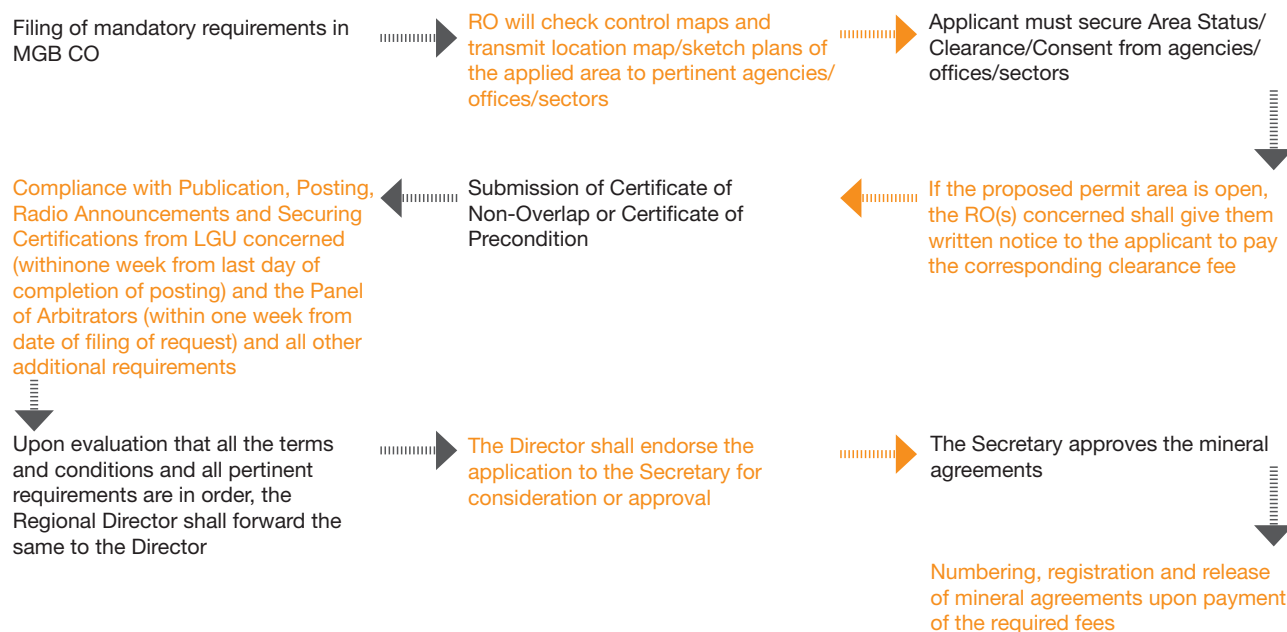 Filing of mandatory requirements in
MGB CO
RO will check control maps and
transmit location map/sketch plans of
the applied area to pertinent agencies/
offices/sectors
Applicant must secure Area Status/
Clearance/Consent from agencies/
offices/sectors
If the proposed permit area is open,
the RO(s) concerned shall give them
written notice to the applicant to pay
the corresponding clearance fee
Submission of Certificate of
Non-Overlap or Certificate of
Precondition
Compliance with Publication, Posting,
Radio Announcements and Securing
Certifications from LGU concerned
(withinone week from last day of
completion of posting) and the Panel
of Arbitrators (within one week from
date of filing of request) and all other
additional requirements
Upon evaluation that all the terms
and conditions and all pertinent
requirements are in order, the
Regional Director shall forward the
same to the Director
The Director shall endorse the
application to the Secretary for
consideration or approval
The Secretary approves the mineral
agreements
Numbering, registration and release
of mineral agreements upon payment
of the required fees